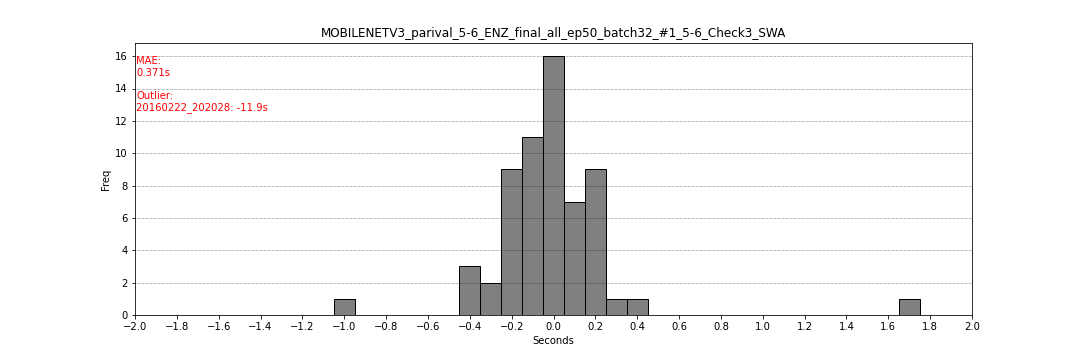 MOBILENETV3_parival_5-6_ENZ_final_all_ep50_batch32_#1_5-6_Check3_SWA
MAE:
0.371s
Outlier:
20160222_202028: -11.9s
Freq
16
14
12
10
8
6
4
2
0
−2.0 −1.8 −1.6 −1.4 −1.2 −1.0 −0.8 −0.6 −0.4 −0.2 0.0 0.2 0.4 0.6 0.8 1.0 1.2 1.4 1.6 1.8 2.0
Seconds